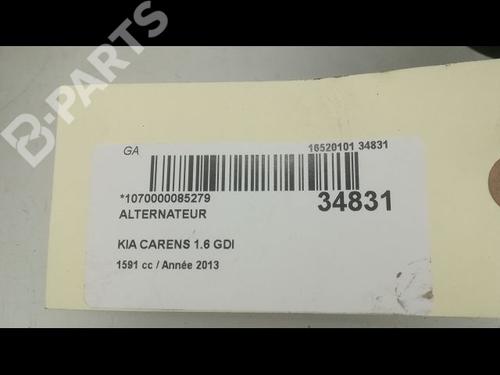 B-PARTS
GA
16520101 34831
*1070000085279
34831
ALTERNATEUR
KIA CARENS 1.6 GDI
1591 cc / Année 2013